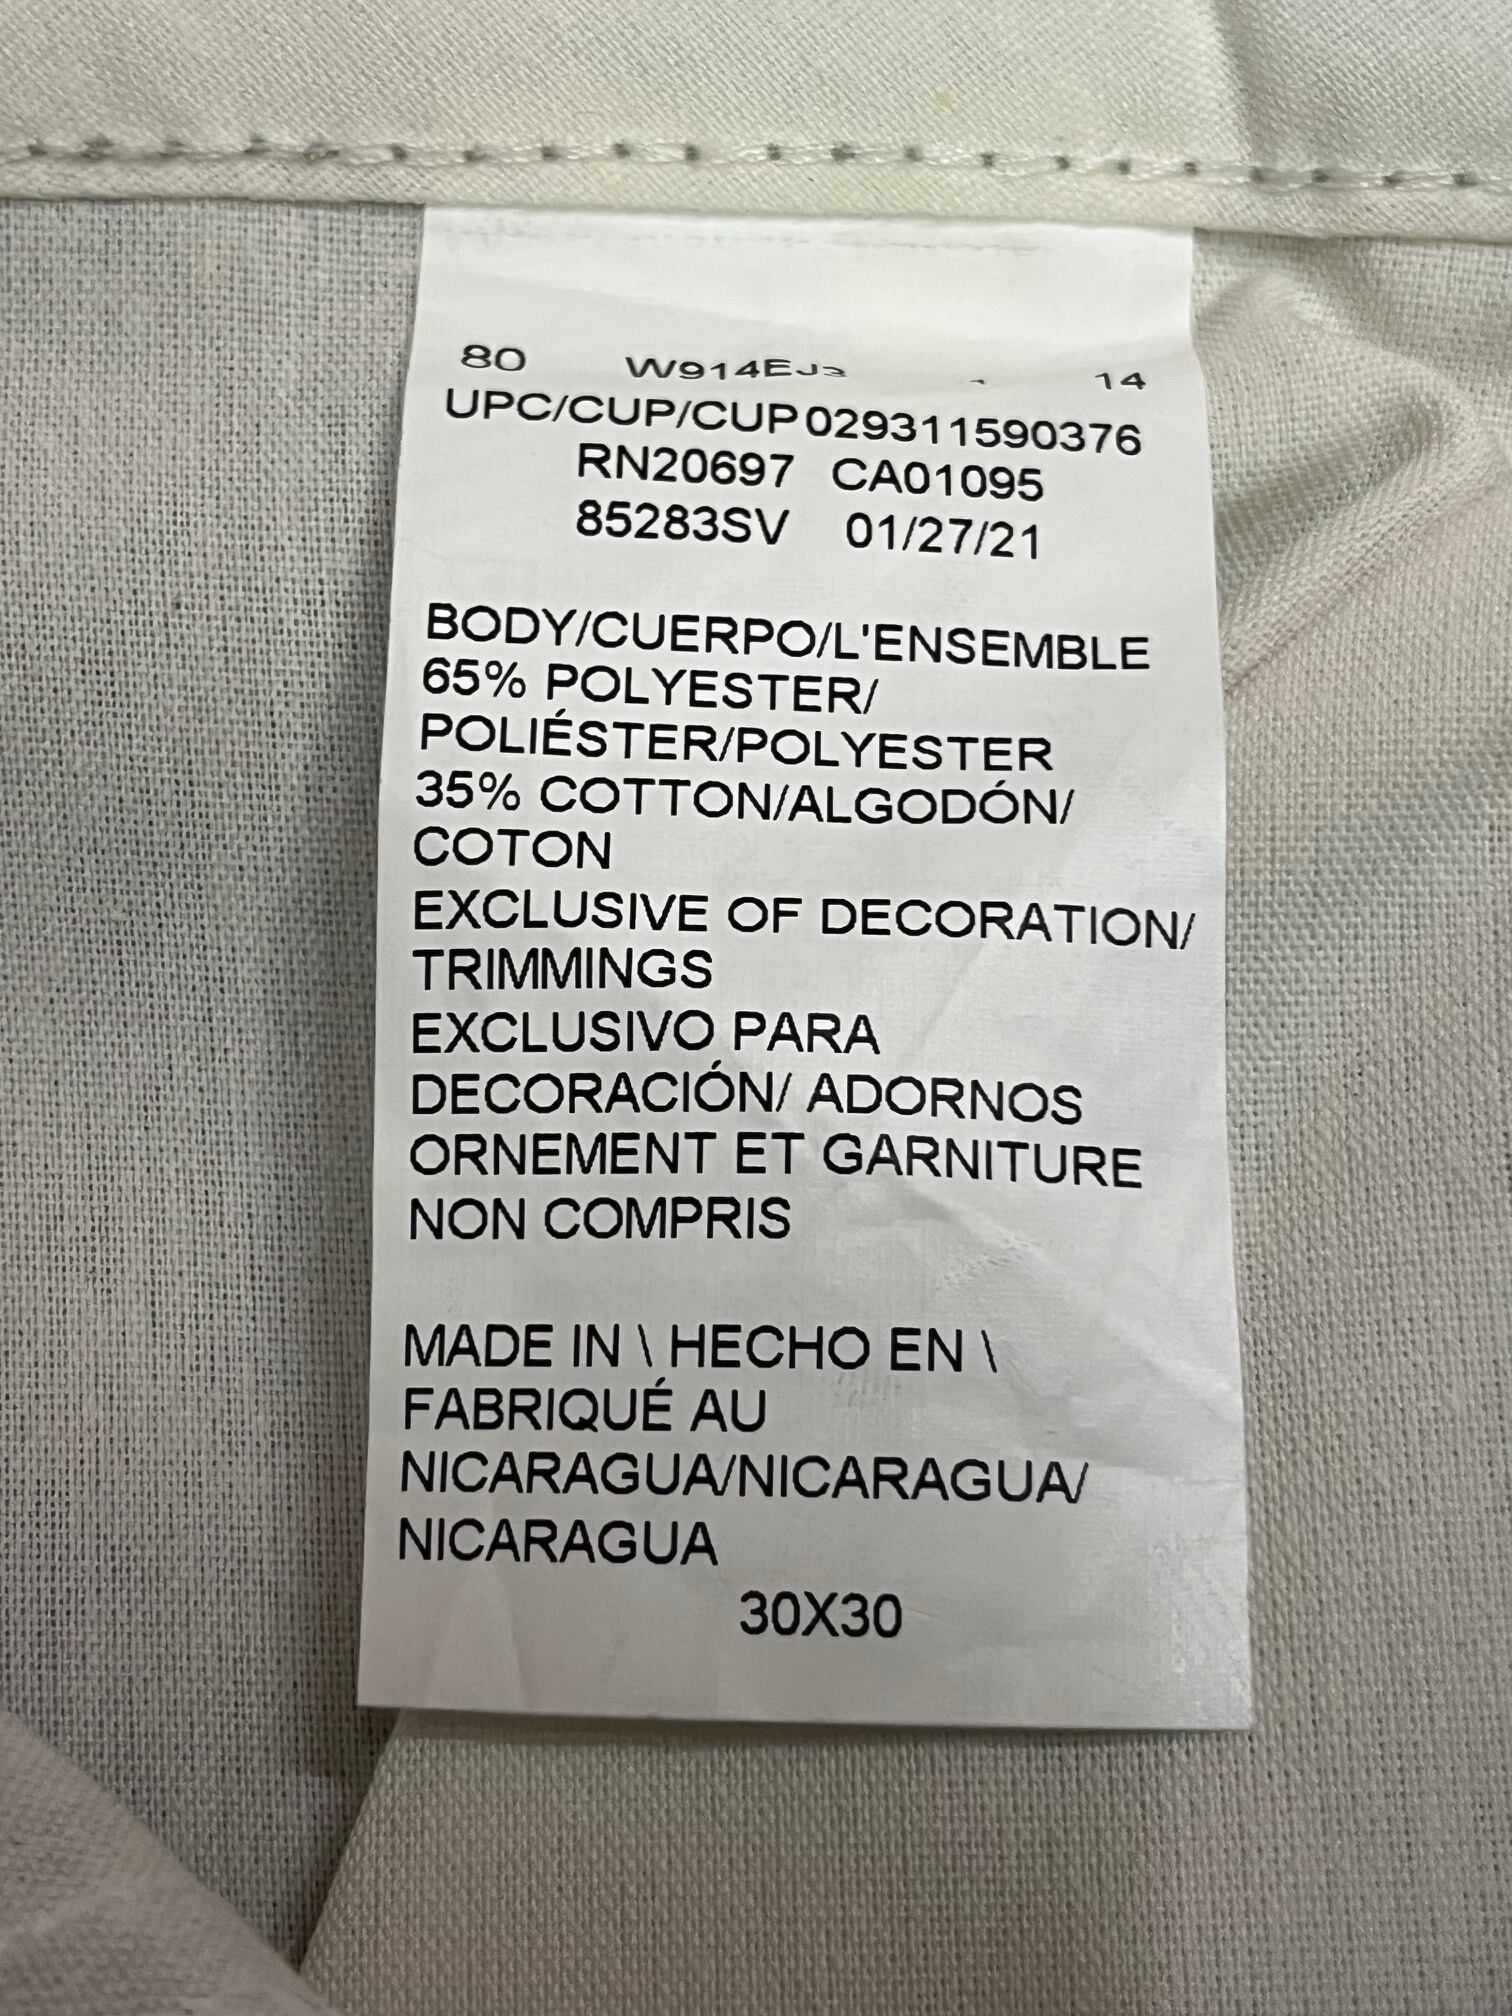 80 14
UPC/CUP/CUP 029311590376
RN20697 CA01095
85283SV 01/27/21
BODY/CUERPO/L'ENSEMBLE
65% POLYESTER/
POLIÉSTER/POLYESTER
35% COTTON/ALGODÓN/
COTON
EXCLUSIVE OF DECORATION/
TRIMMINGS
EXCLUSIVO PARA
DECORACIÓN/ ADORNOS
ORNEMENT ET GARNITURE
NON COMPRIS
MADE IN \ HECHO EN \
FABRIQUÉ AU
NICARAGUA/NICARAGUA/
NICARAGUA
30X30